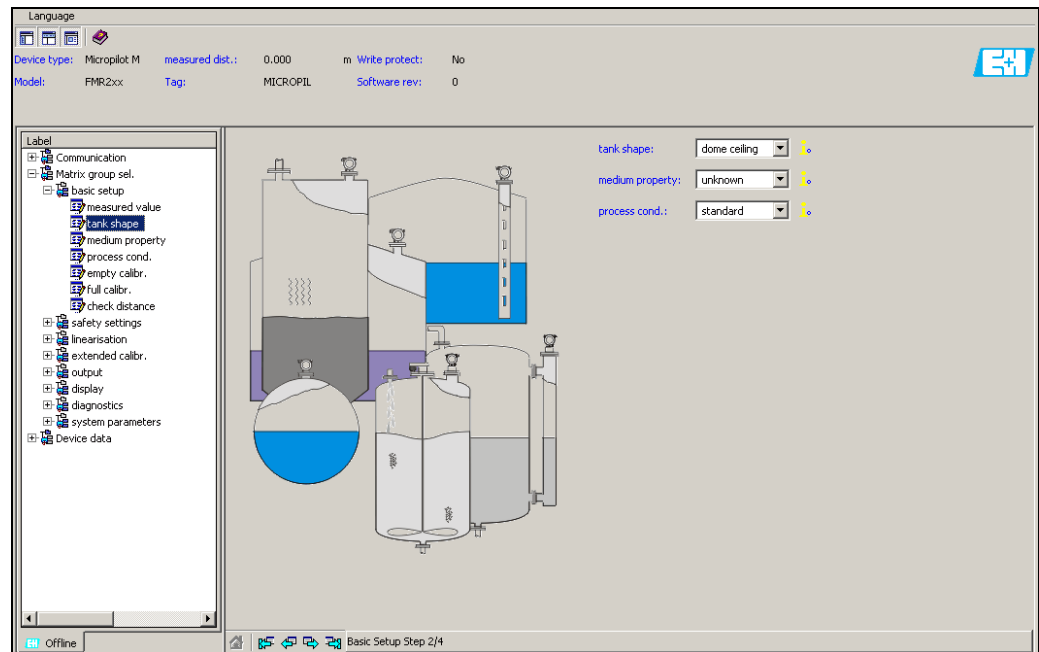 Language
Device type: Micropilot M measured dist.: 0.000 m Write protect: No
Model: FMR2xx Tag: MICROPIL Software rev: 0
E+H
Label
Communication
Matrix group sel.
basic setup
measured value
tank shape
medium property
process cond.
empty calibr.
full calibr.
check distance
safety settings
linearisation
extended calibr.
output
display
diagnostics
system parameters
Device data
tank shape: dome ceiling
medium property: unknown
process cond.: standard
Offline
Basic Setup Step 2/4